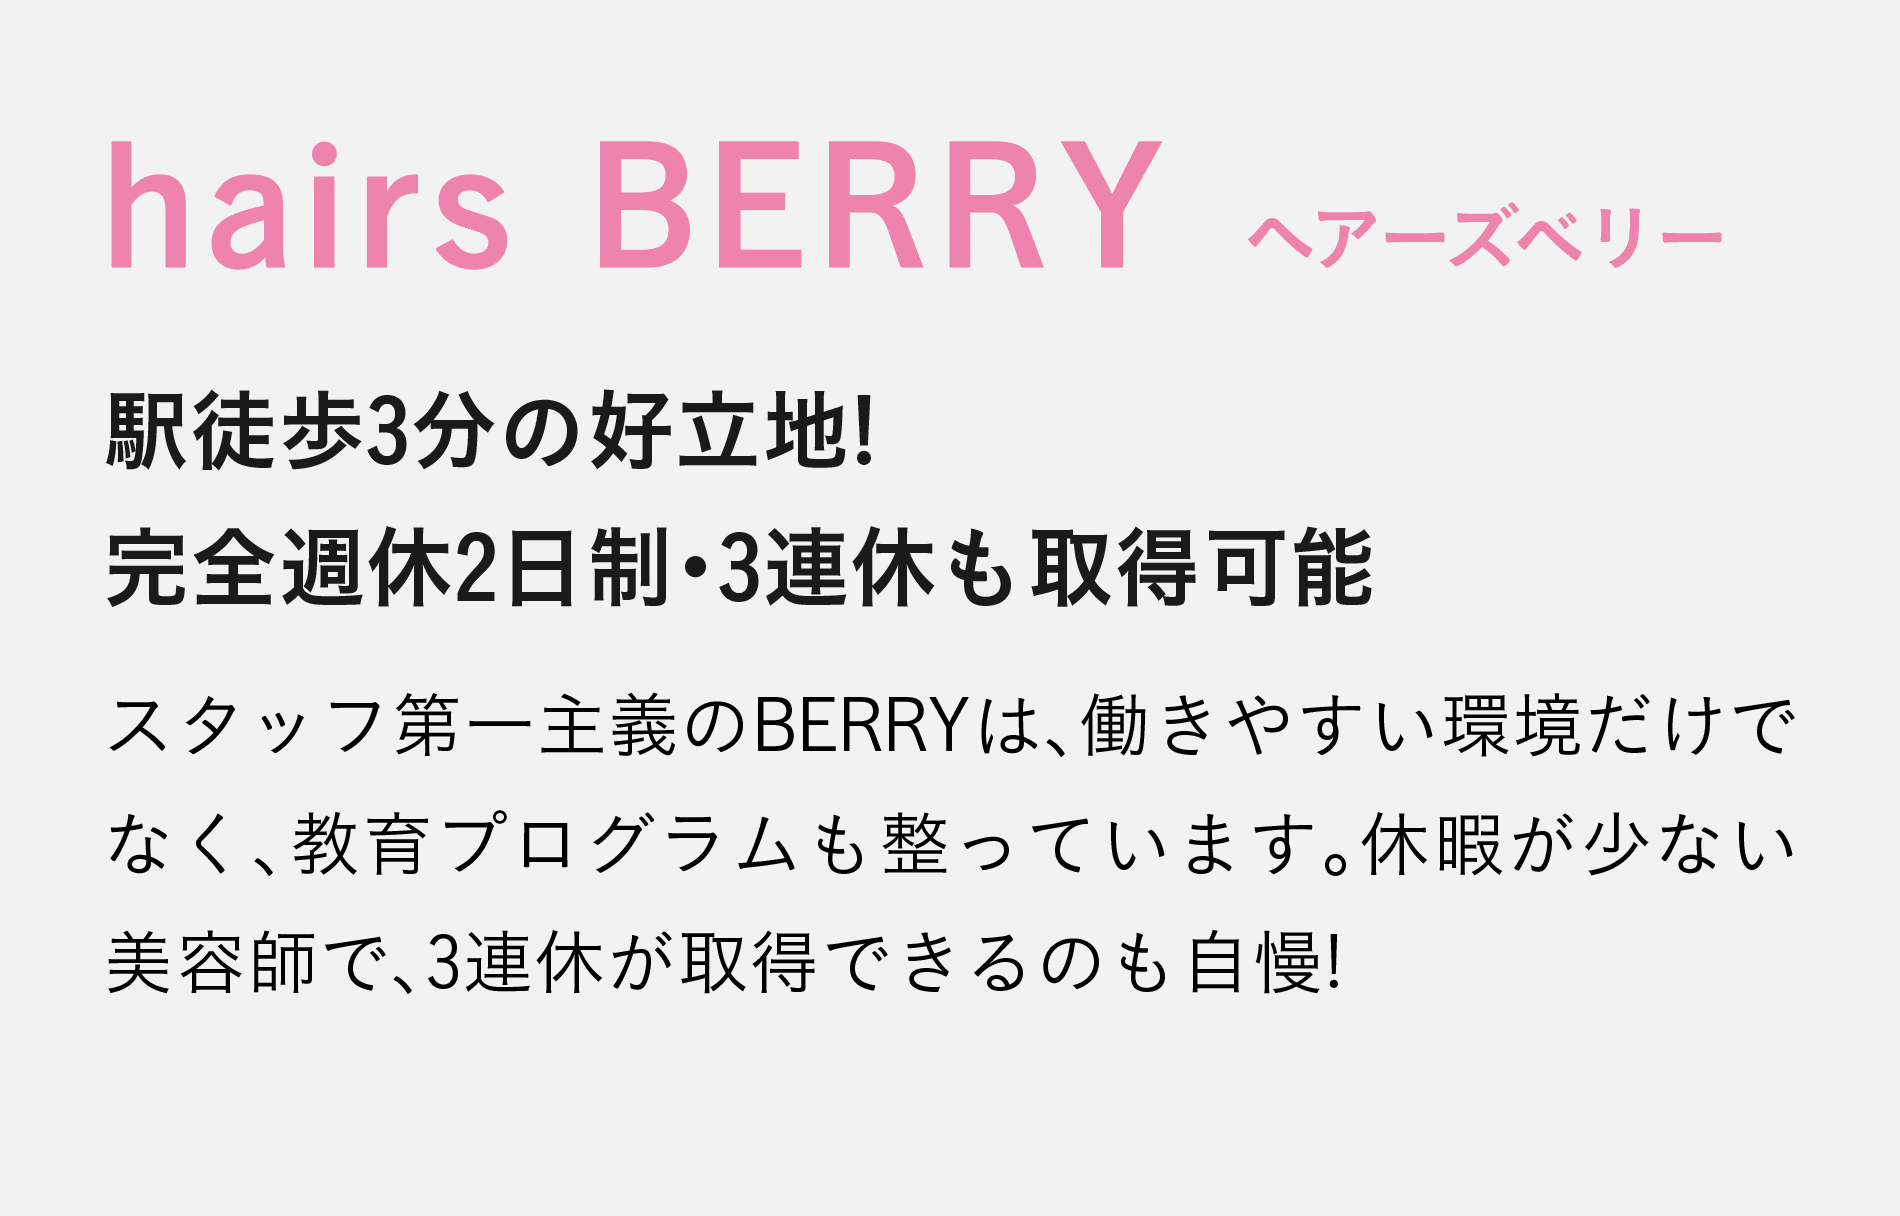 hairs BERRY ヘアーズベリー
駅徒歩3分の好立地!
完全週休2日制・3連休も取得可能
スタッフ第一主義のBERRYは、働きやすい環境だけで
なく、教育プログラムも整っています。休暇が少ない
美容師で、3連休が取得できるのも自慢!